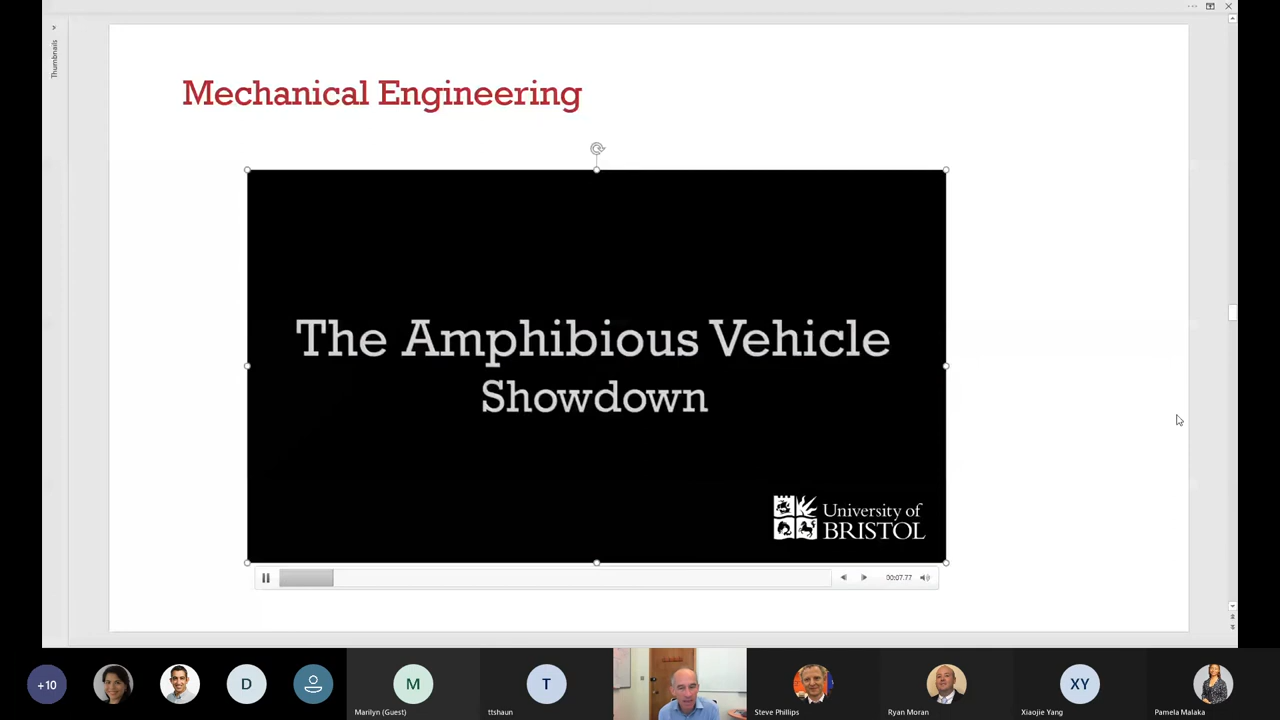 Thumbnails
Mechanical Engineering
The Amphibious Vehicle
Showdown
University of
BRISTOL
00:07.77
+10
D
M
Marilyn (Guest)
T
ttshaun
Steve Phillips
Ryan Moran
XY
Xiaojie Yang
Pamela Malaka